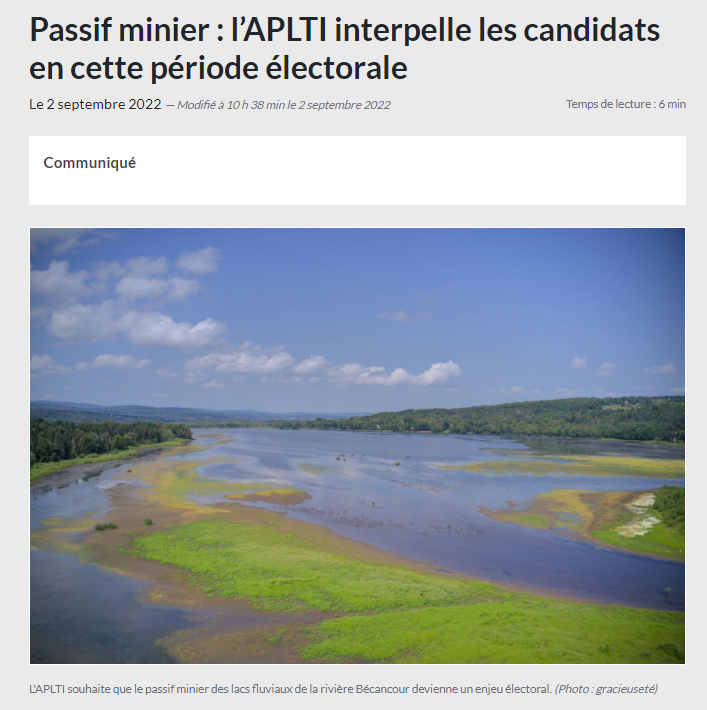 Passif minier : l’APLTI interpelle les candidats
en cette période électorale
Le 2 septembre 2022 — Modifié à 10 h 38 min le 2 septembre 2022 Temps de lecture : 6 min
Communiqué
L'APLTI souhaite que le passif minier des lacs fluviaux de la rivière Bécancour devienne un enjeu électoral. (Photo : gracieuseté)